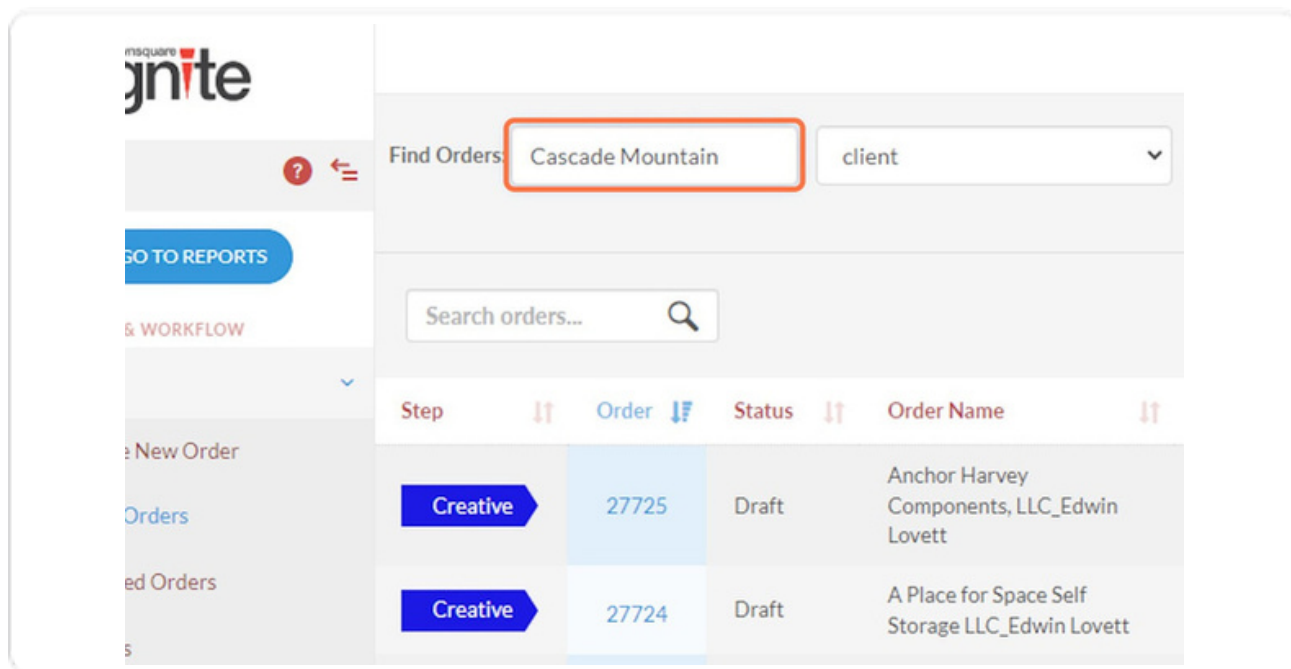 nsquare
gnite
Find Orders:
Cascade Mountain
client
?
GO TO REPORTS
& WORKFLOW
Search orders...
Step
Order
Status
Order Name
e New Order
Orders
ed Orders
s
Creative
27725
Draft
Anchor Harvey
Components, LLC_Edwin
Lovett
Creative
27724
Draft
A Place for Space Self
Storage LLC_Edwin Lovett